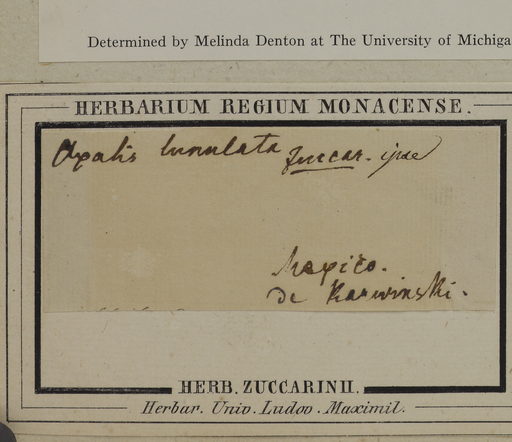 Determined by Melinda Denton at The University of Michiga
HERBARIUM REGIUM MONACENSE.
Oxalis lunulata Zuccar. ipse
Mexico.
de Karwinski.
HERB. ZUCCARINII.
Herbar. Univ. Ludov. Maximil.